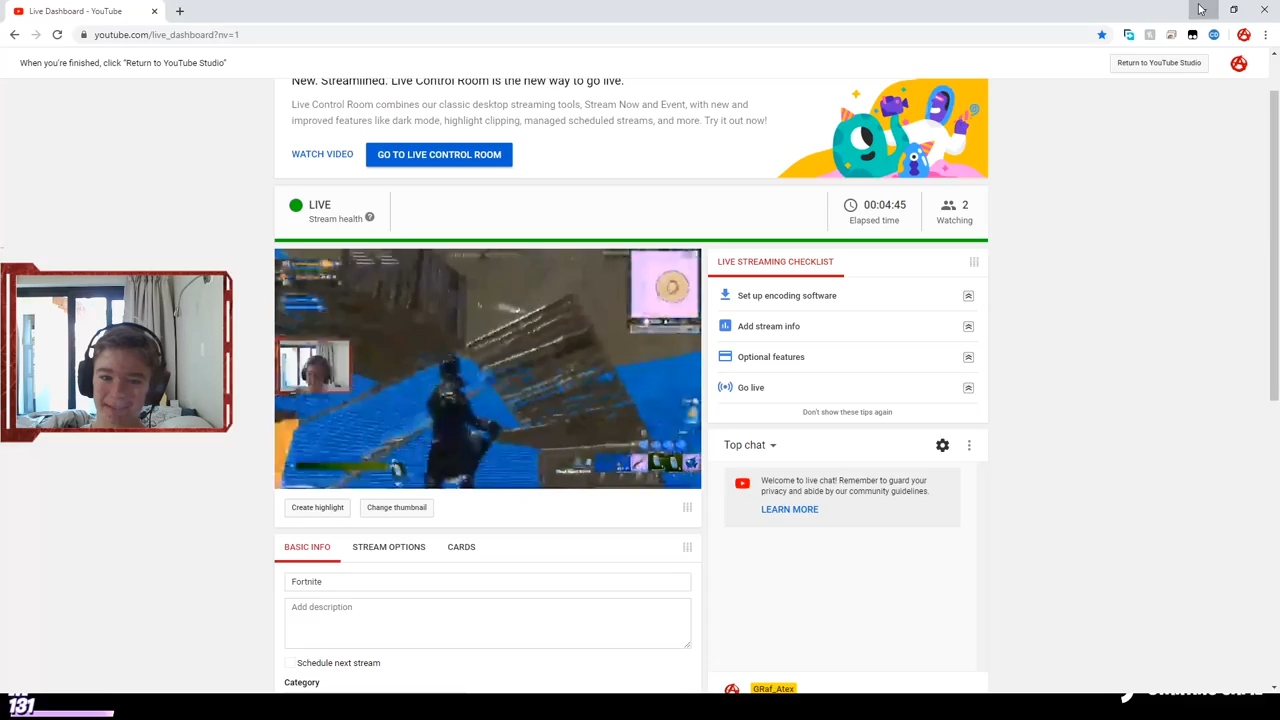 Live Dashboard - YouTube
youtube.com/live_dashboard?nv=1
When you're finished, click "Return to YouTube Studio"
Return to YouTube Studio
New. Streamlined. Live Control Room is the new way to go live.
Live Control Room combines our classic desktop streaming tools, Stream Now and Event, with new and
improved features like dark mode, highlight clipping, managed scheduled streams, and more. Try it out now!
WATCH VIDEO
GO TO LIVE CONTROL ROOM
LIVE
Stream health
00:04:45
Elapsed time
2
Watching
LIVE STREAMING CHECKLIST
Set up encoding software
Add stream info
Optional features
Go live
Don't show these tips again
Top chat
Welcome to live chat! Remember to guard your
privacy and abide by our community guidelines.
LEARN MORE
Create highlight
Change thumbnail
BASIC INFO
STREAM OPTIONS
CARDS
Fortnite
Add description
Schedule next stream
Category
GRaf_Atex
131